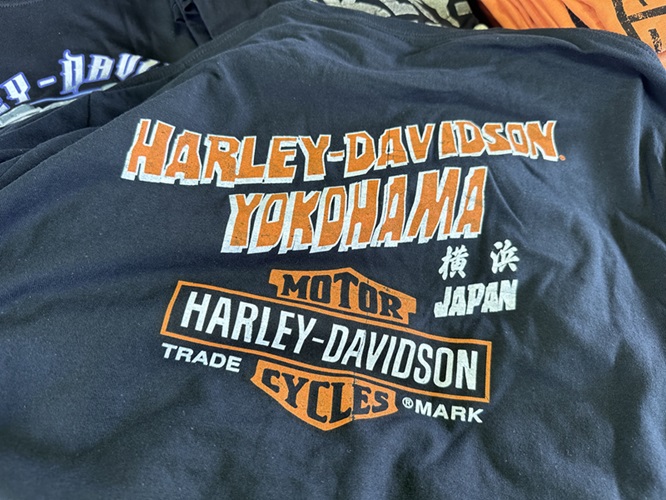 HARLEY-DAVIDSON.
YOKOHAMA
横 浜
JAPAN
MOTOR
HARLEY-DAVIDSON
TRADE
CYCLES
®MARK